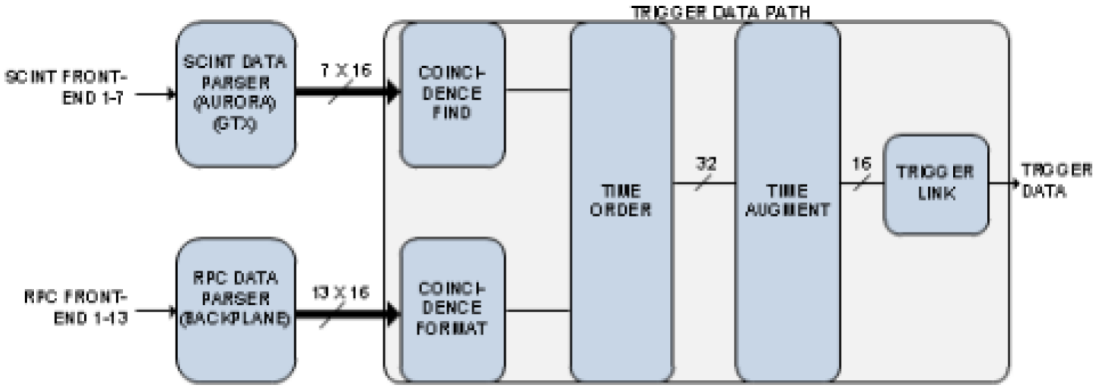 TRIGGER DATA PATH
SCINT FRONT-
END 1-7
SCINT DATA
PARSER
(AURORA)
(GTX)
7 X 16
COINCI-
DENCE
FIND
TIME
ORDER
32
TIME
AUGMENT
16
TRIGGER
LINK
TRGGER
DATA
RPC FRONT-
END 1-13
RPC DATA
PARSER
(BACKPLANE)
13 X 16
COINCI-
DENCE
FORMAT